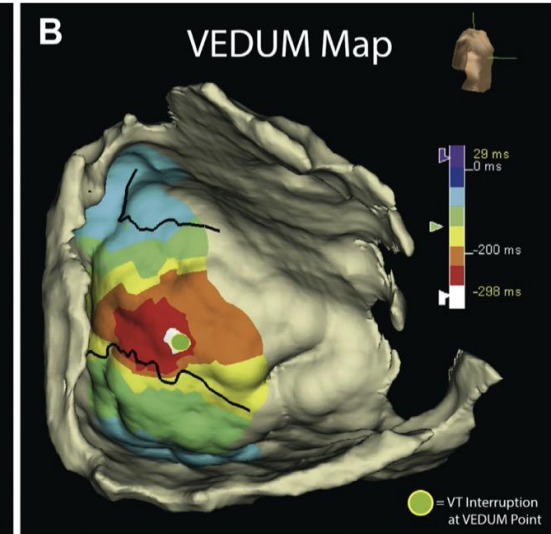 B
VEDUM Map
29 ms
0 ms
-200 ms
-298 ms
= VT Interruption
at VEDUM Point